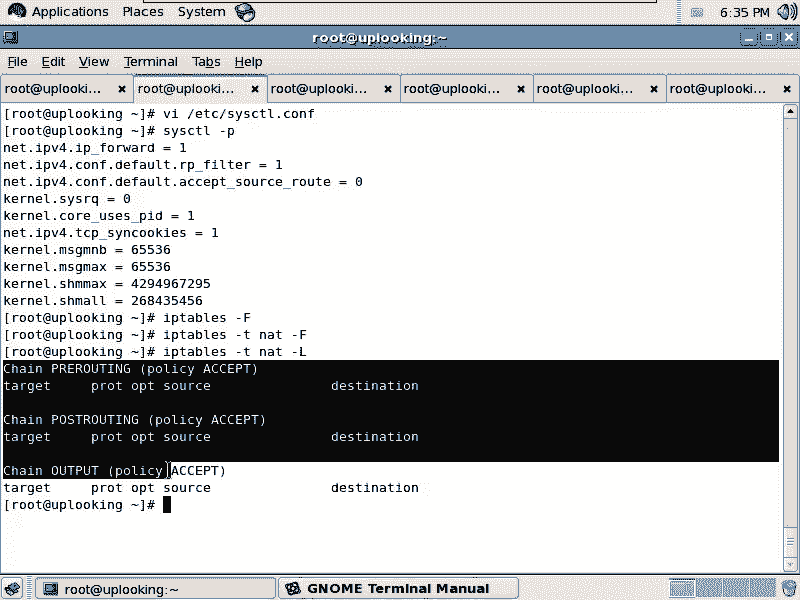 Applications Places System 6:35 PM
root@uplooking:~
File Edit View Terminal Tabs Help
root@uplooki... root@uplooki... root@uplooki... root@uplooki... root@uplooki... root@uplooki...
[root@uplooking ~]# vi /etc/sysctl.conf
[root@uplooking ~]# sysctl -p
net.ipv4.ip_forward = 1
net.ipv4.conf.default.rp_filter = 1
net.ipv4.conf.default.accept_source_route = 0
kernel.sysrq = 0
kernel.core_uses_pid = 1
net.ipv4.tcp_syncookies = 1
kernel.msgmnb = 65536
kernel.msgmax = 65536
kernel.shmmax = 4294967295
kernel.shmall = 268435456
[root@uplooking ~]# iptables -F
[root@uplooking ~]# iptables -t nat -F
[root@uplooking ~]# iptables -t nat -L
Chain PREROUTING (policy ACCEPT)
target     prot opt source               destination
Chain POSTROUTING (policy ACCEPT)
target     prot opt source               destination
Chain OUTPUT (policy ACCEPT)
target     prot opt source               destination
[root@uplooking ~]#
root@uplooking:~ GNOME Terminal Manual